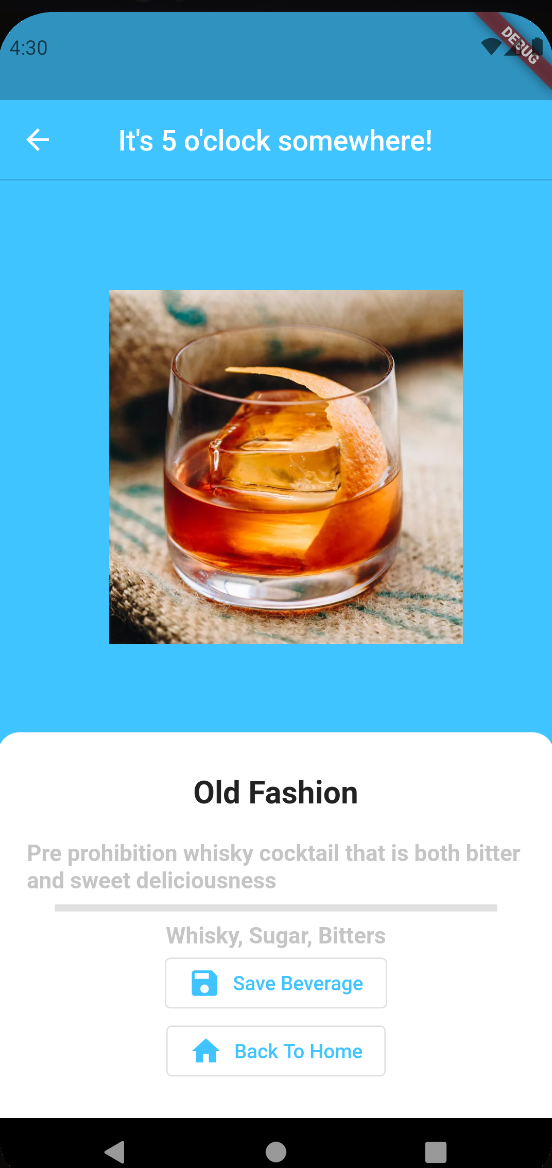 4:30
DEBUG
It's 5 o'clock somewhere!
Old Fashion
Pre prohibition whisky cocktail that is both bitter
and sweet deliciousness
Whisky, Sugar, Bitters
Save Beverage
Back To Home